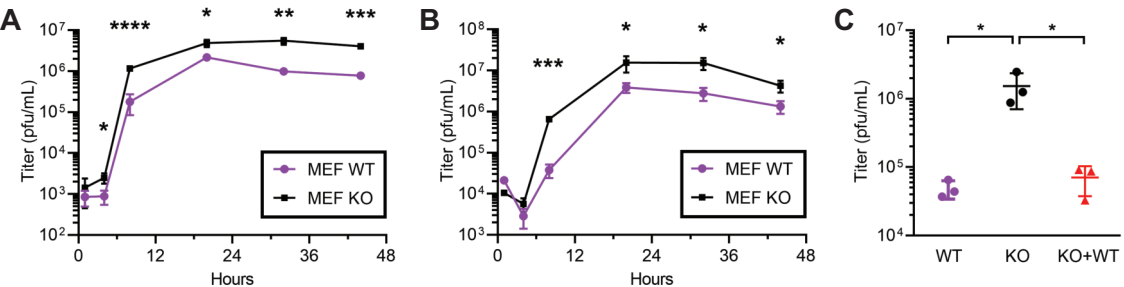 A
Titer (pfu/mL)
10⁷
10⁶
10⁵
10⁴
10³
10²
*
****
*
**
***
MEF WT
MEF KO
0 12 24 36 48
Hours
B
Titer (pfu/mL)
10⁸
10⁷
10⁶
10⁵
10⁴
10³
***
*
*
*
MEF WT
MEF KO
0 12 24 36 48
Hours
C
Titer (pfu/mL)
10⁷
10⁶
10⁵
10⁴
* *
WT KO KO+WT